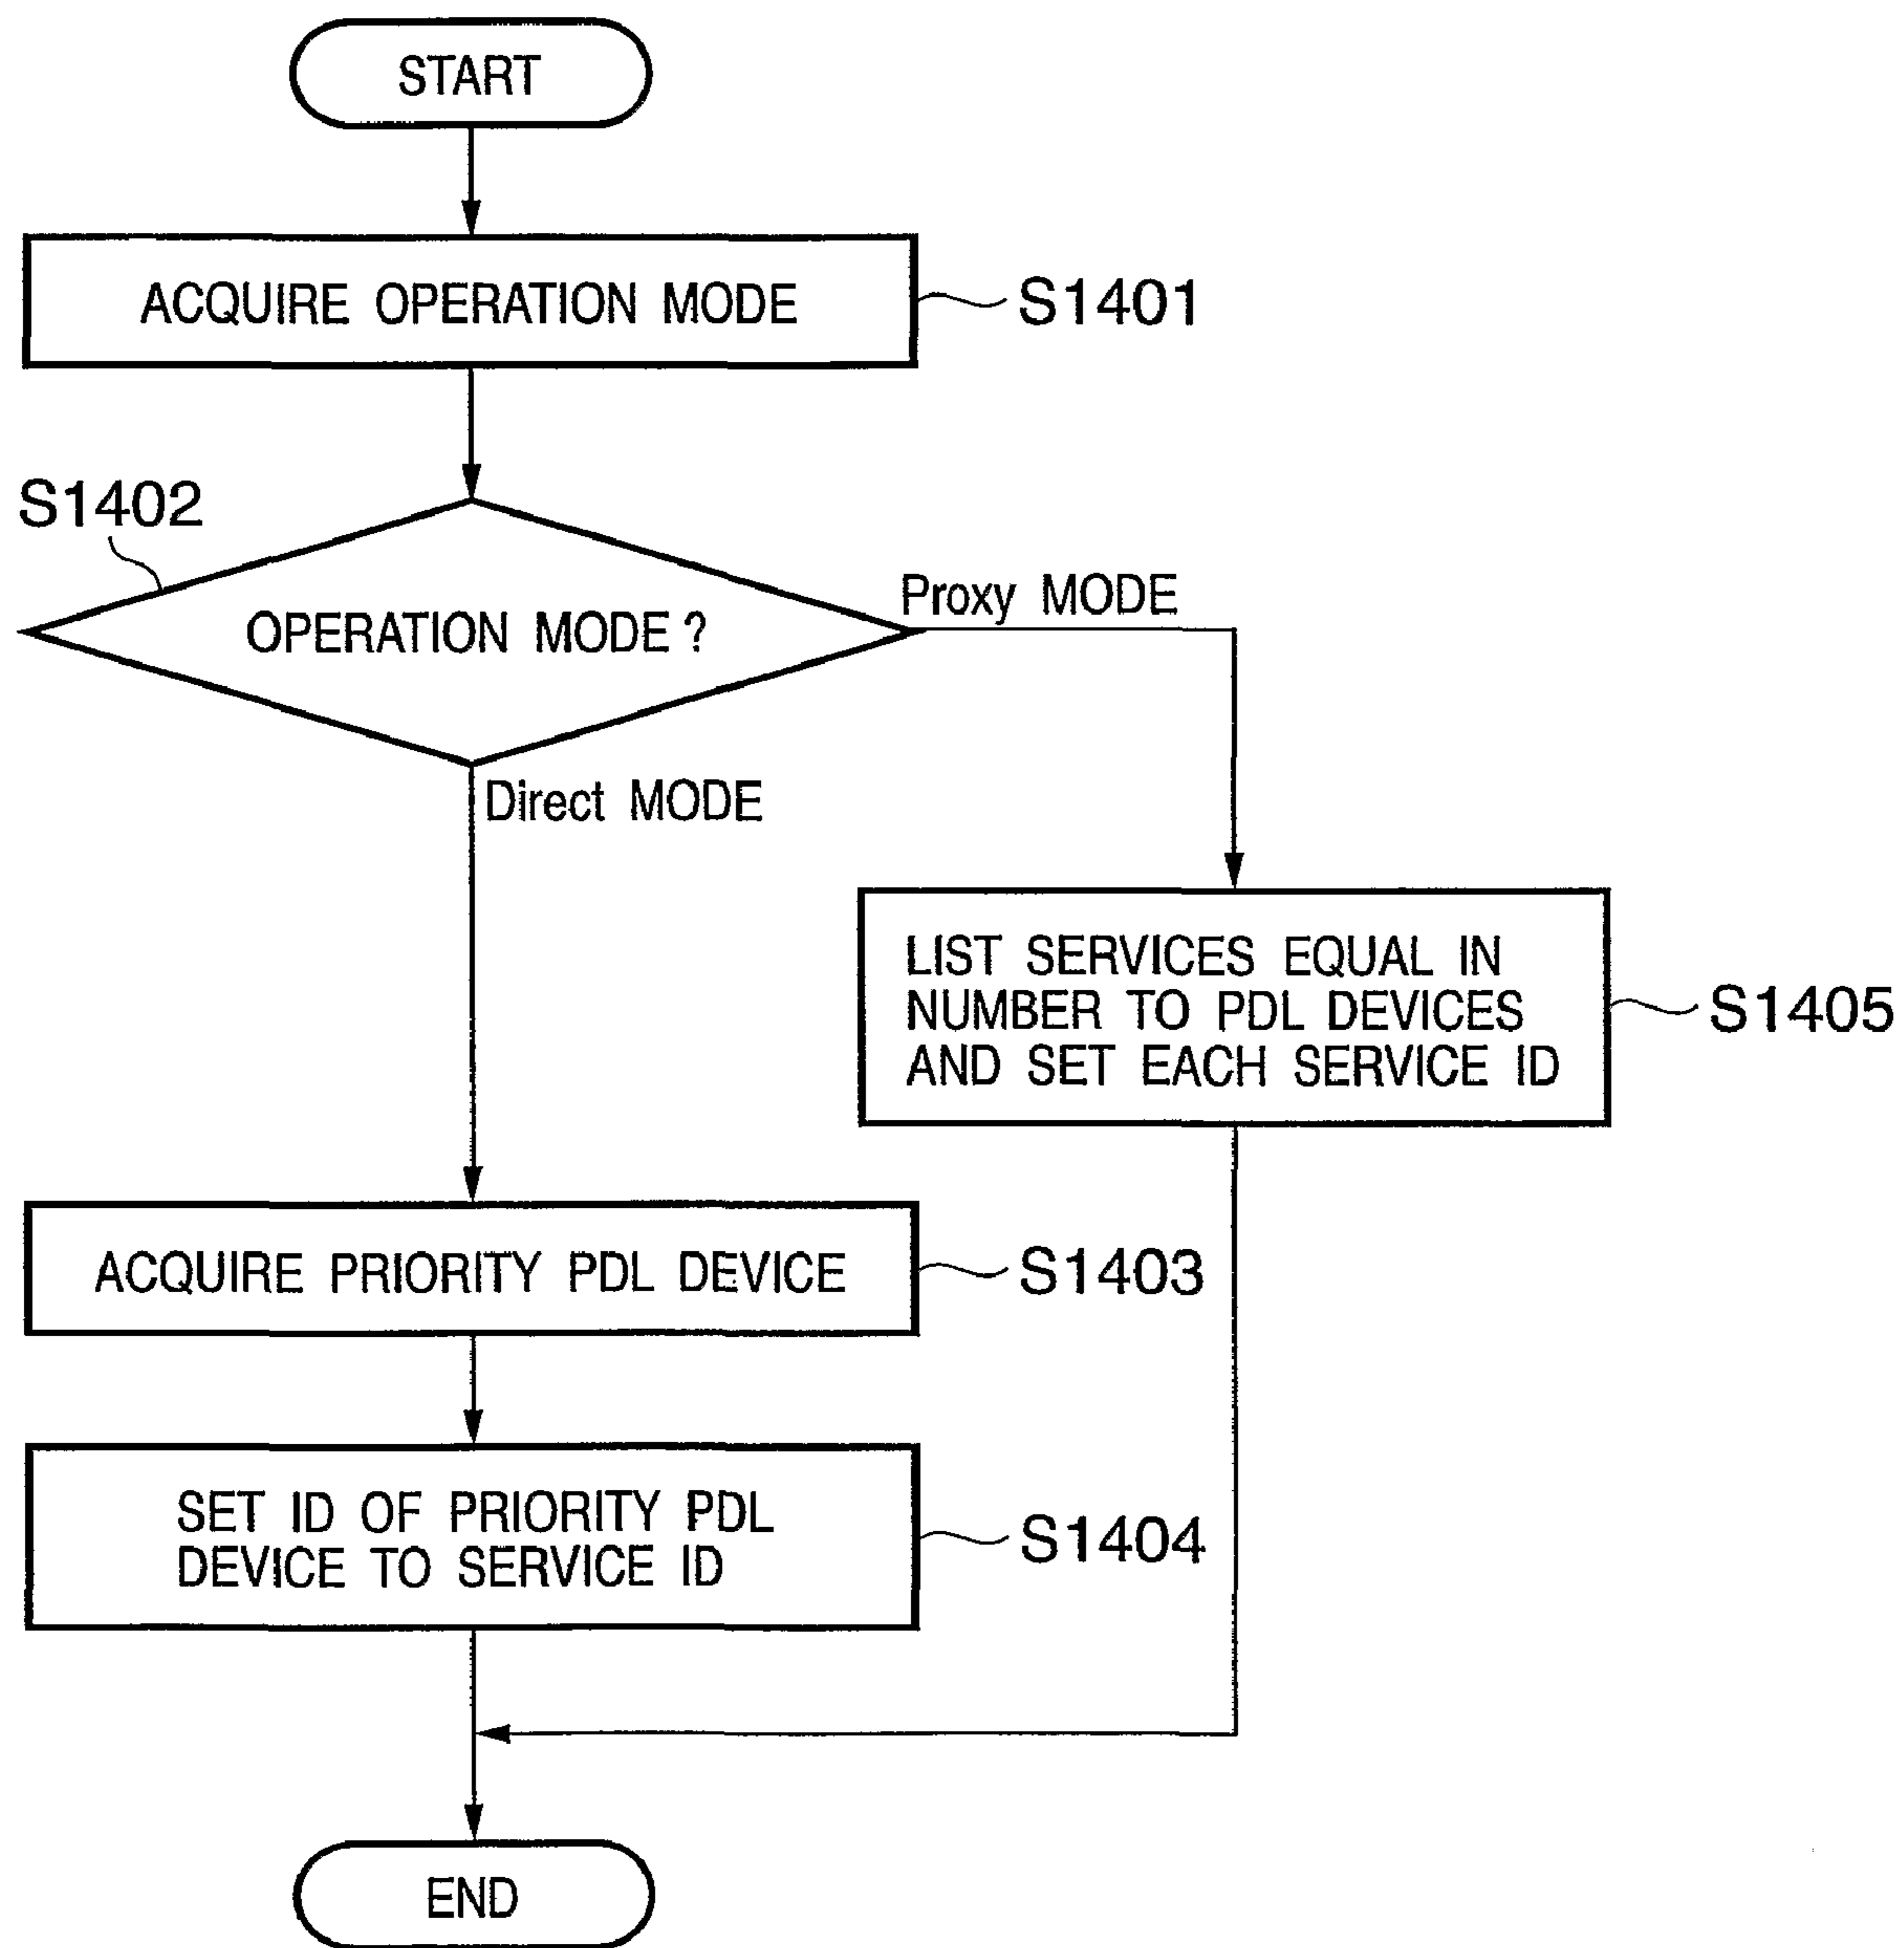 START
ACQUIRE OPERATION MODE
S1401
S1402
OPERATION MODE?
Proxy MODE
Direct MODE
LIST SERVICES EQUAL IN
NUMBER TO PDL DEVICES
AND SET EACH SERVICE ID
S1405
ACQUIRE PRIORITY PDL DEVICE
S1403
SET ID OF PRIORITY PDL
DEVICE TO SERVICE ID
S1404
END